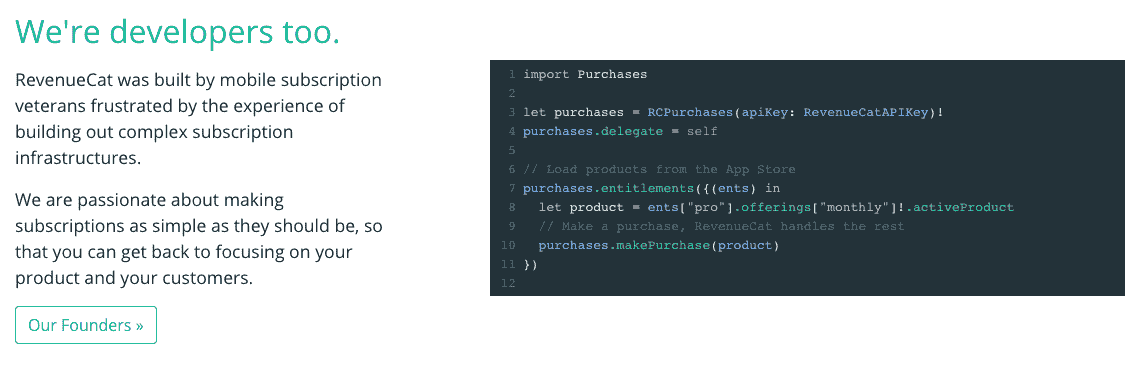 We're developers too.
RevenueCat was built by mobile subscription
veterans frustrated by the experience of
building out complex subscription
infrastructures.
We are passionate about making
subscriptions as simple as they should be, so
that you can get back to focusing on your
product and your customers.
Our Founders »
1 import Purchases
2
3 let purchases = RCPurchases(apiKey: RevenueCatAPIKey)!
4 purchases.delegate = self
5
6 // Load products from the App Store
7 purchases.entitlements({(ents) in
8   let product = ents["pro"].offerings["monthly"]!.activeProduct
9   // Make a purchase, RevenueCat handles the rest
10   purchases.makePurchase(product)
11 })
12